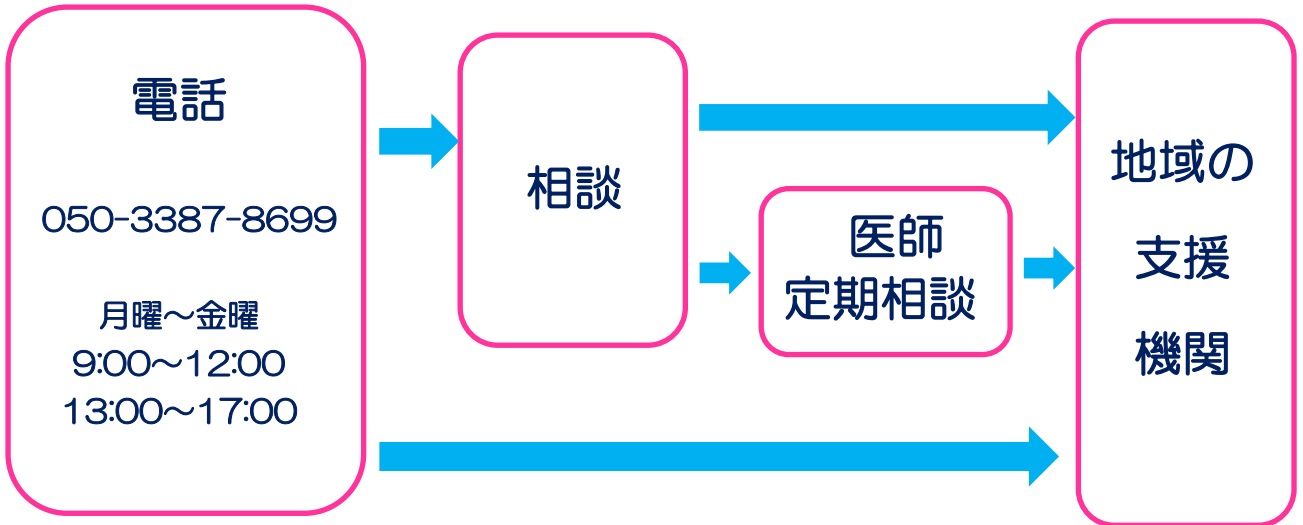 電話
050-3387-8699
月曜～金曜
9:00～12:00
13:00～17:00
相談
医師
定期相談
地域の
支援
機関